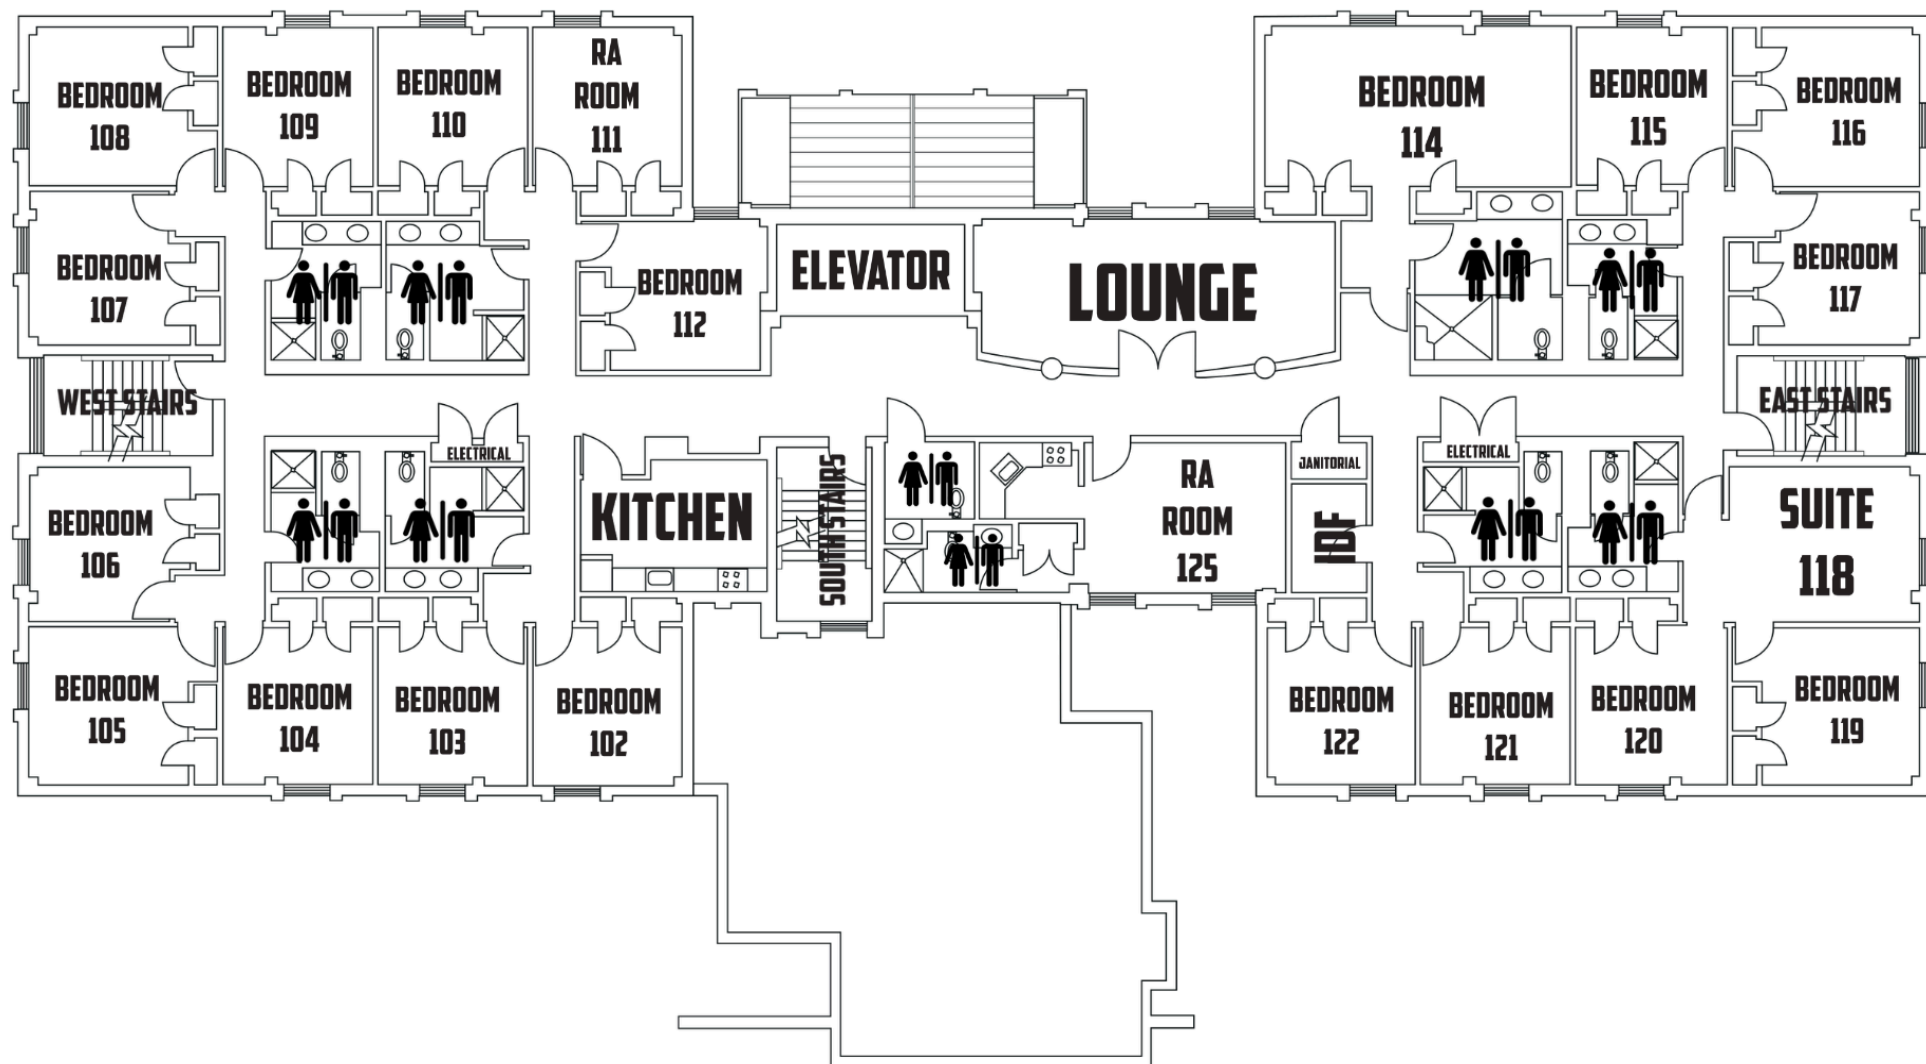 BEDROOM
108
BEDROOM
109
BEDROOM
110
RA
ROOM
111
BEDROOM
114
BEDROOM
115
BEDROOM
116
BEDROOM
107
BEDROOM
112
ELEVATOR
LOUNGE
BEDROOM
117
WEST STAIRS
EAST STAIRS
ELECTRICAL
KITCHEN
SOUTH STAIRS
RA
ROOM
125
JANITORIAL
IDF
ELECTRICAL
SUITE
118
BEDROOM
106
BEDROOM
105
BEDROOM
104
BEDROOM
103
BEDROOM
102
BEDROOM
122
BEDROOM
121
BEDROOM
120
BEDROOM
119